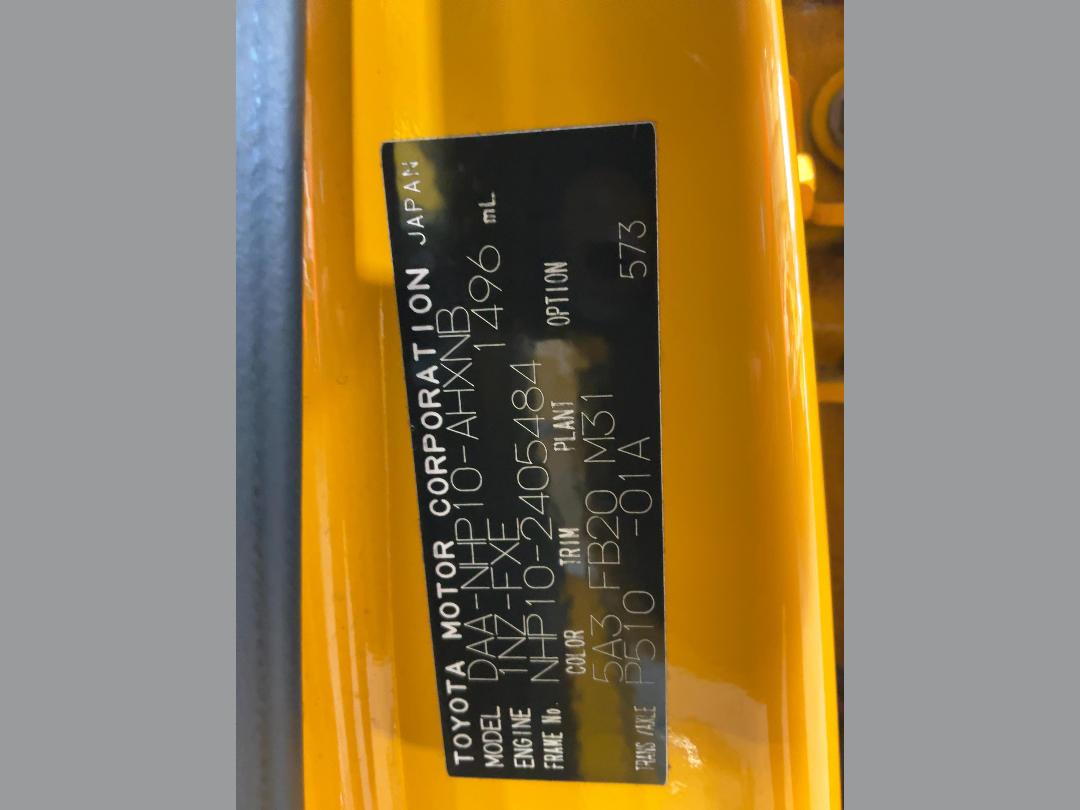 TOYOTA MOTOR CORPORATION JAPAN
MODEL DAA-NHP10-AHXNB
ENGINE 1NZ-FXE 1496 mL
FRAME No. NHP10-2405484
COLOR TRIM PLANT OPTION
5A3 FB20 M31
TRANS/AXLE P510 -01A 573